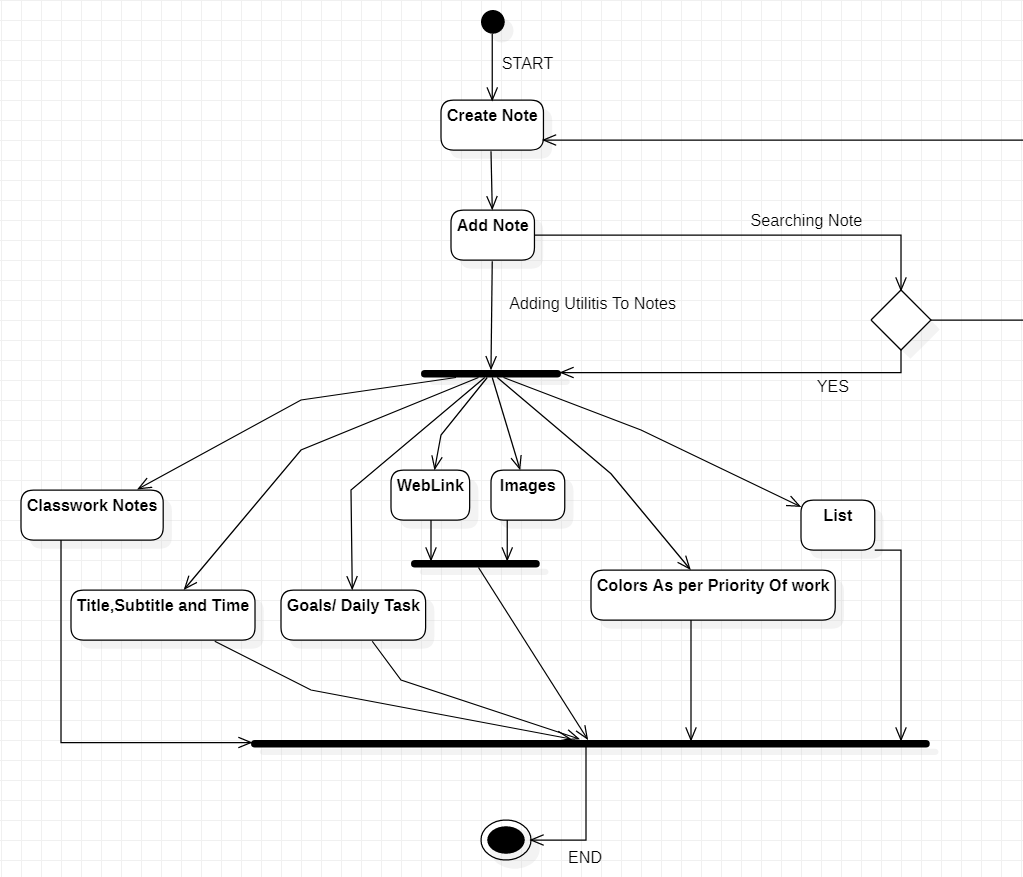 START
Create Note
Searching Note
Add Note
Adding Utilitis To Notes
YES
WebLink
Images
Classwork Notes
List
Colors As per Priority Of work
Title,Subtitle and Time
Goals/ Daily Task
END